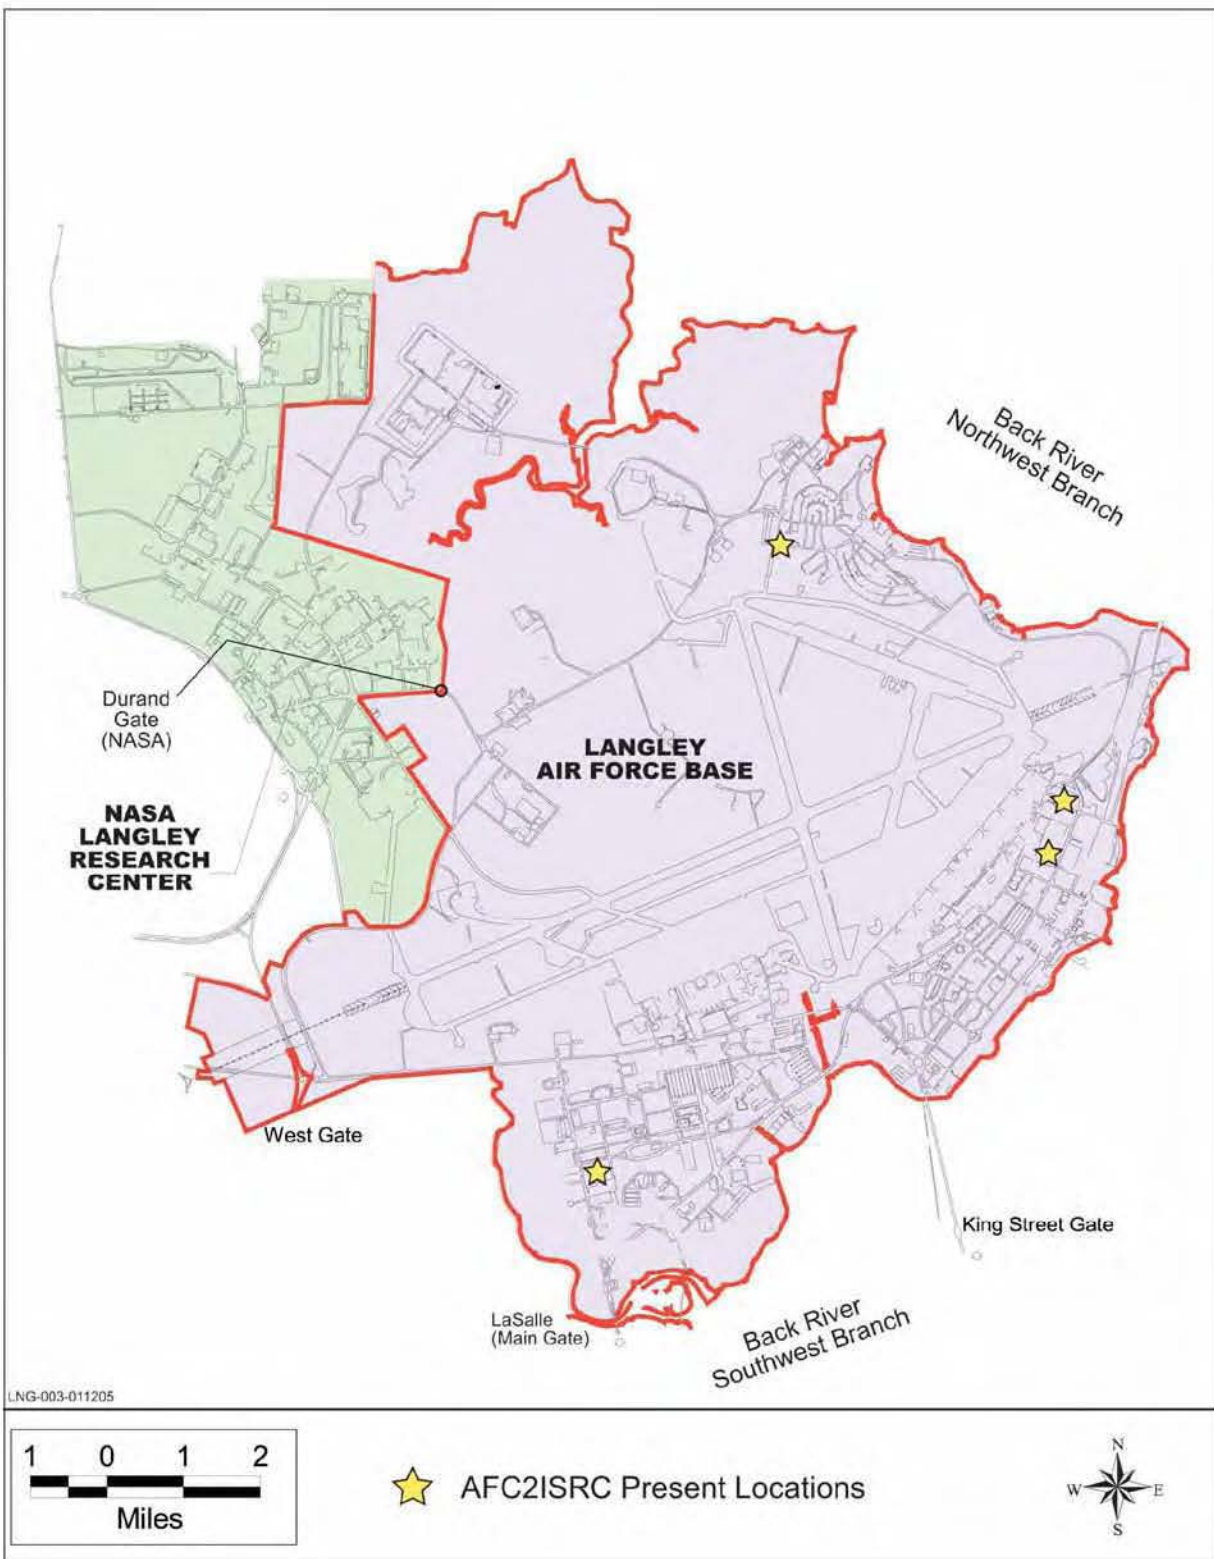 Back River
Northwest Branch
Durand
Gate
(NASA)
LANGLEY
AIR FORCE BASE
NASA
LANGLEY
RESEARCH
CENTER
West Gate
King Street Gate
LaSalle
(Main Gate)
Back River
Southwest Branch
LNG-003-011205
1 0 1 2
Miles
AFC2ISRC Present Locations
N
W E
S